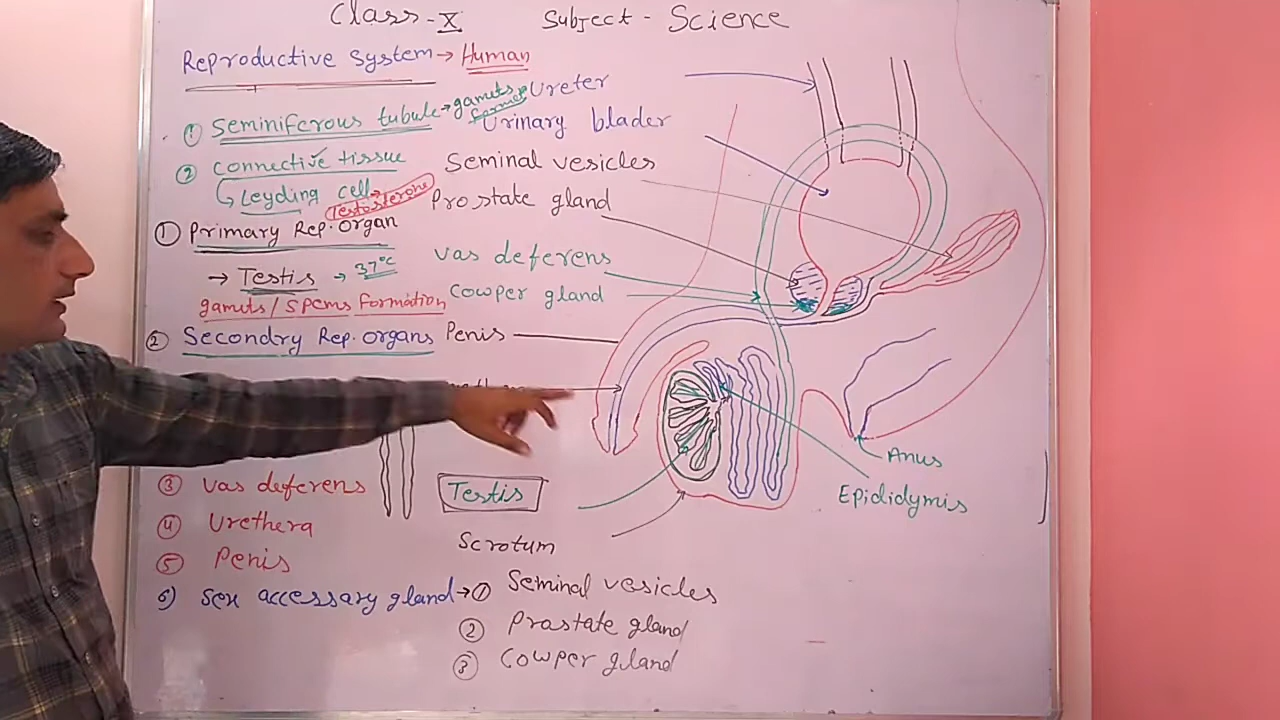 Class-X Subject - Science
Reproductive System → Human
① Seminiferous tubule → gamets formed
② connective tissue
↳ Leyding cell → Testosterone
① Primary Rep. Organ
→ Testis → 37°C
gamets/spems formation
② Secondry Rep. organs
③ vas deferens
④ Urethera
⑤ Penis
6) Sex accessary gland → ① Seminal vesicles
② Prastate gland
③ Cowper gland
Ureter
Urinary blader
Seminal vesicles
Prostate gland
vas deferens
Cowper gland
Penis
Testis
Scrotum
Anus
Epididymis